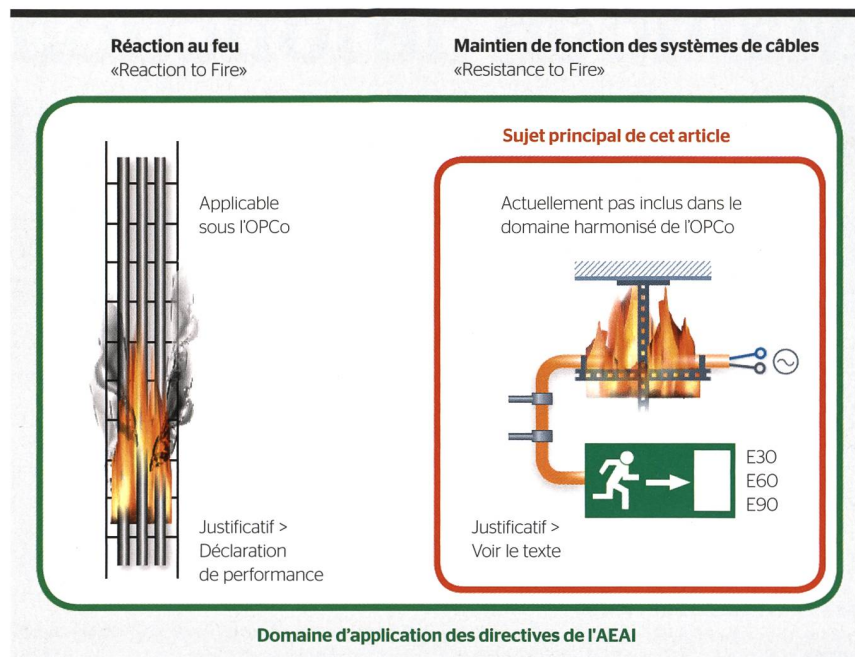 Réaction au feu
«Reaction to Fire»
Maintien de fonction des systèmes de câbles
«Resistance to Fire»
Sujet principal de cet article
Applicable
sous l'OPCo
Actuellement pas inclus dans le
domaine harmonisé de l'OPCo
E30
E60
E90
Justificatif >
Déclaration
de performance
Justificatif >
Voir le texte
Domaine d'application des directives de l'AEAI